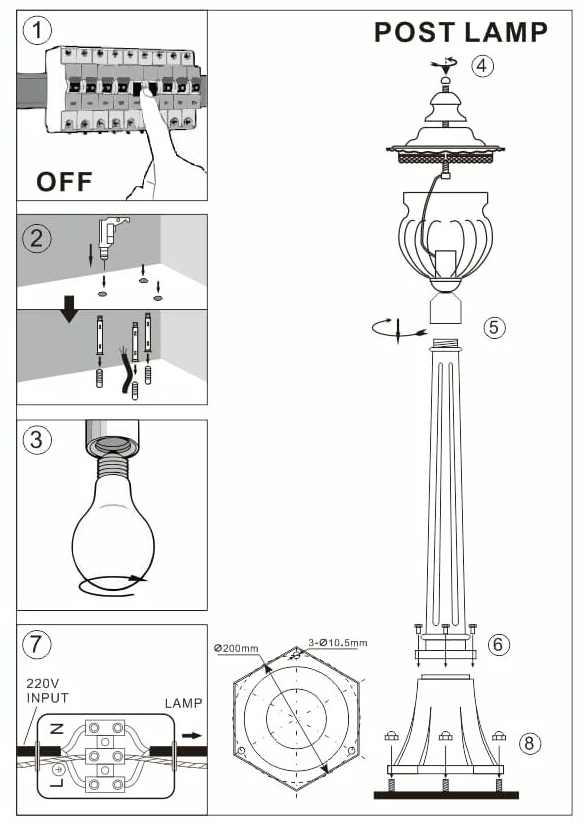 1
OFF
2
3
7
220V
INPUT
LAMP
N
L
POST LAMP
4
5
6
8
Ø200mm
3-Ø10.5mm